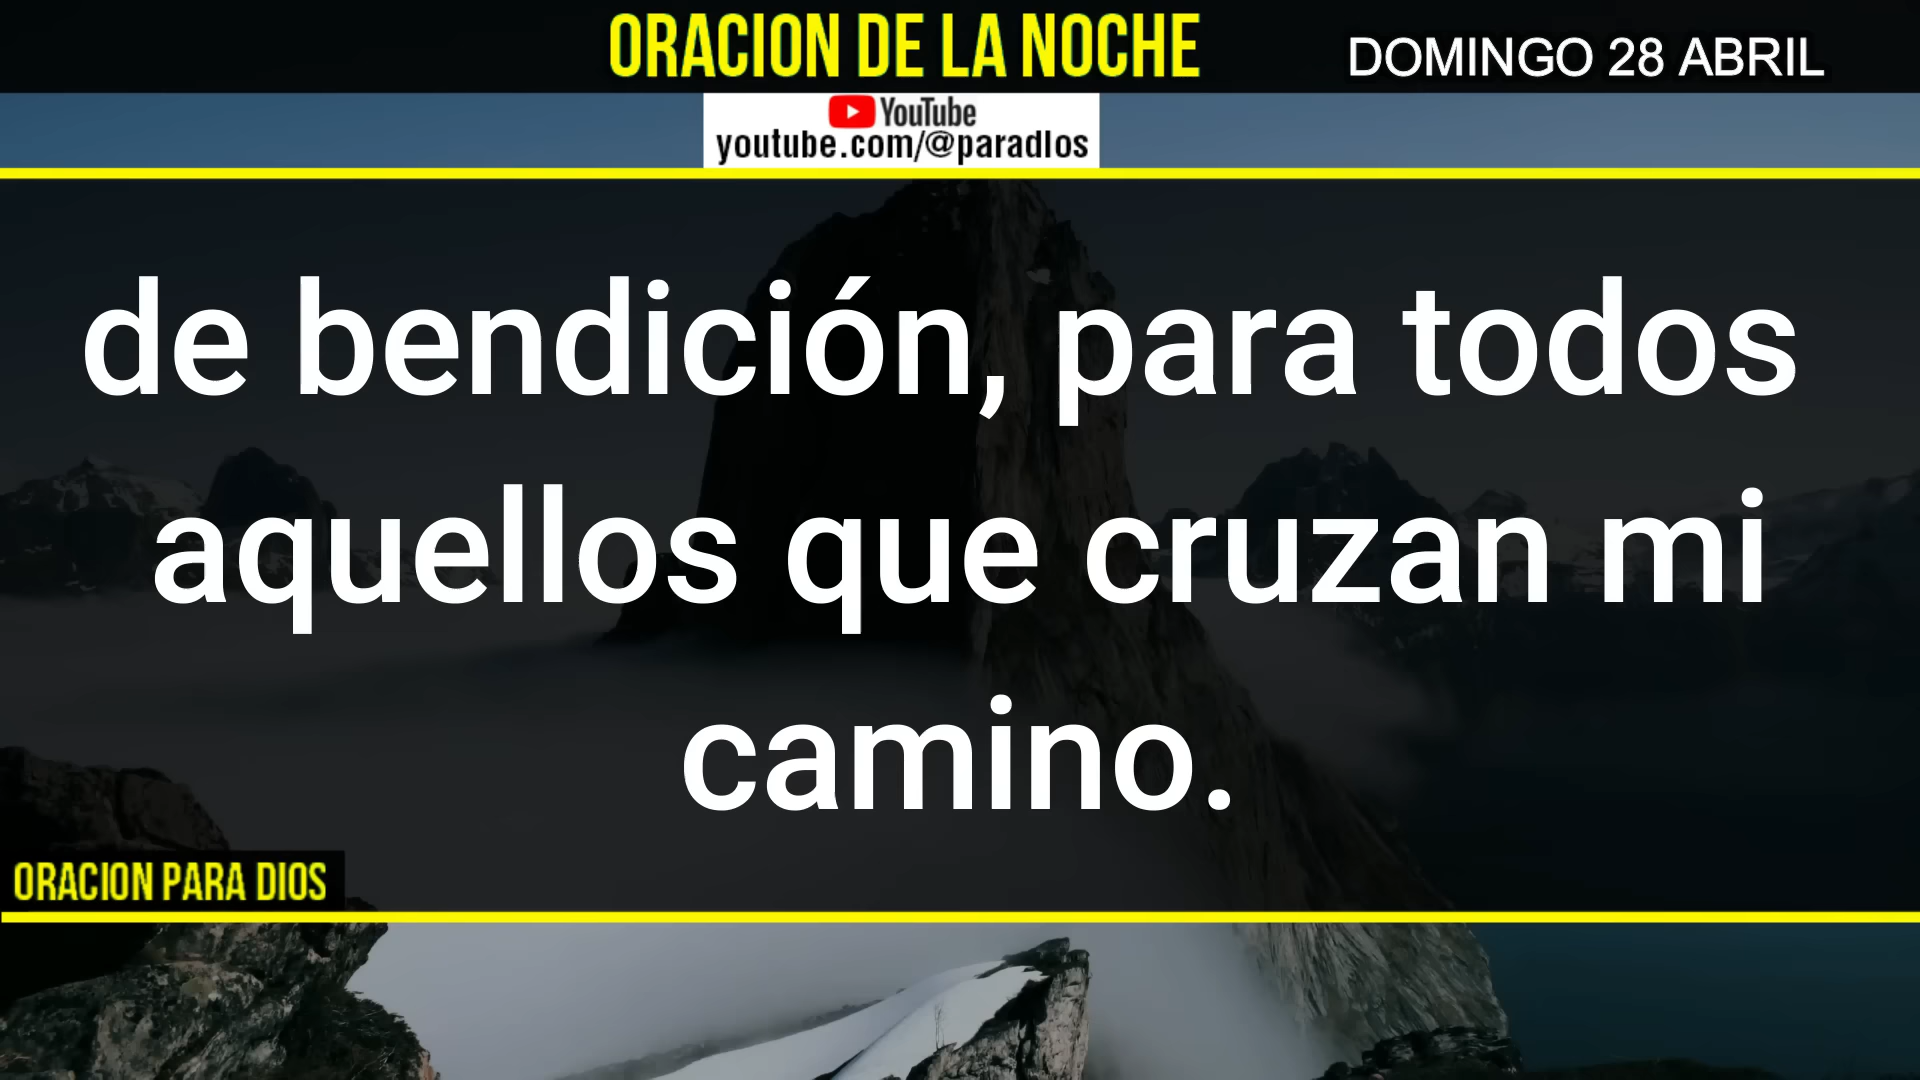 ORACION DE LA NOCHE
DOMINGO 28 ABRIL
YouTube
youtube.com/@paradIos
de bendición, para todos
aquellos que cruzan mi
camino.
ORACION PARA DIOS